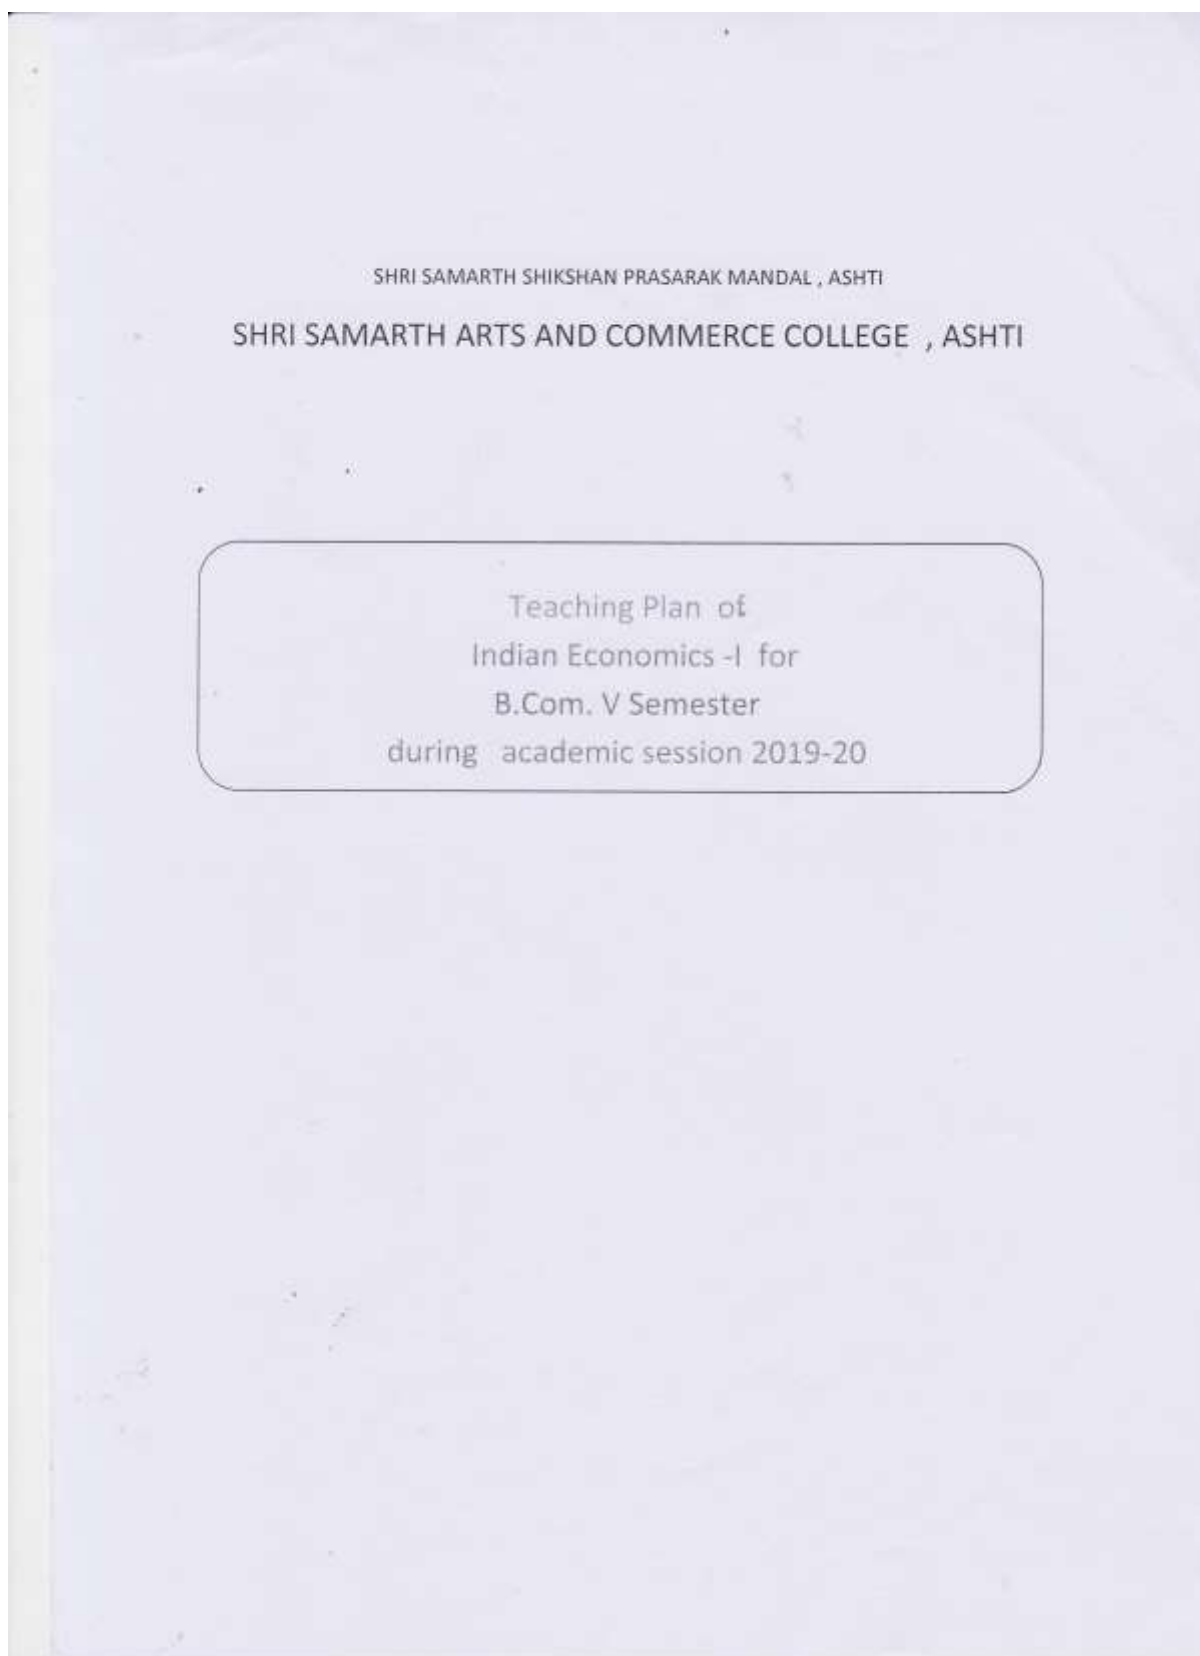 SHRI SAMARTH SHIKSHAN PRASARAK MANDAL , ASHTI
SHRI SAMARTH ARTS AND COMMERCE COLLEGE , ASHTI
Teaching Plan of
Indian Economics -I for
B.Com. V Semester
during academic session 2019-20